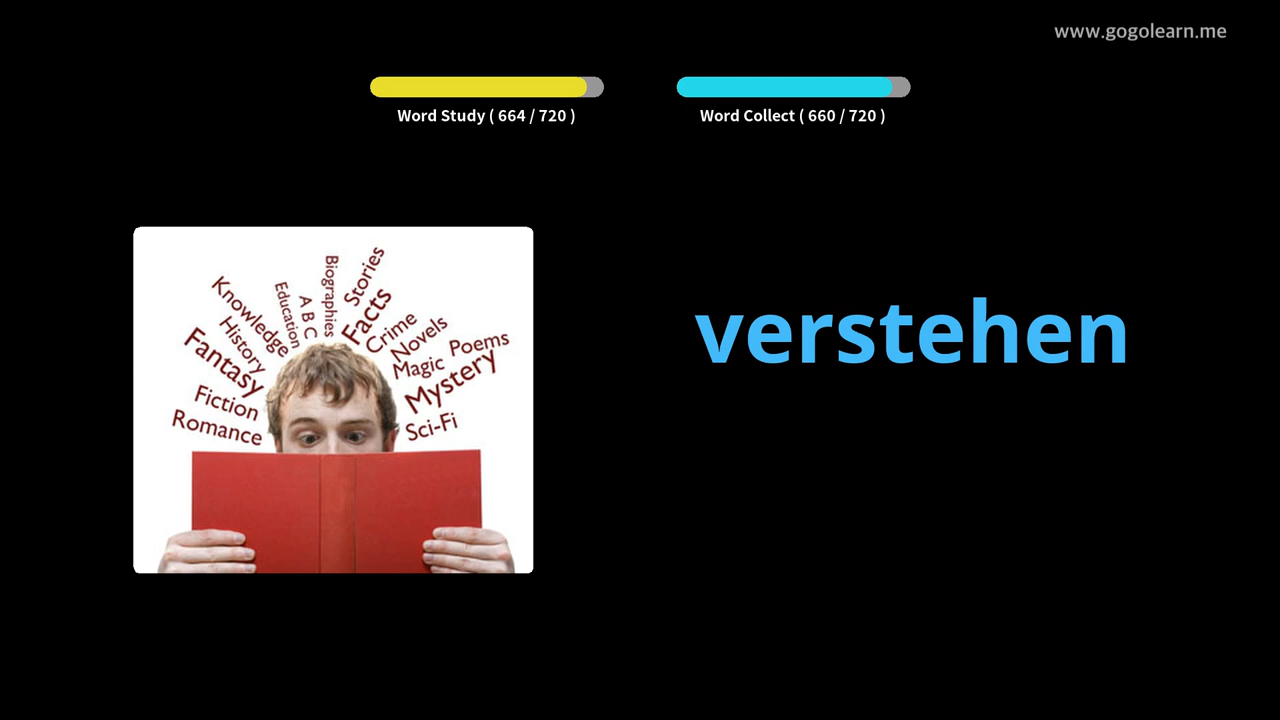 www.gogolearn.me
Word Study ( 664 / 720 )
Word Collect ( 660 / 720 )
Knowledge
History
Fantasy
Fiction
Romance
Education
A B C
Biographies
Stories
Facts
Crime
Novels
Magic
Poems
Mystery
Sci-Fi
verstehen